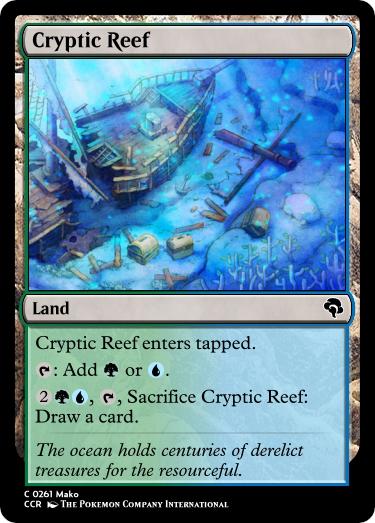 Cryptic Reef
Land
Cryptic Reef enters tapped.
: Add or .
2 , , Sacrifice Cryptic Reef:
Draw a card.
The ocean holds centuries of derelict
treasures for the resourceful.
C 0261 Mako
CCR The Pokemon Company International